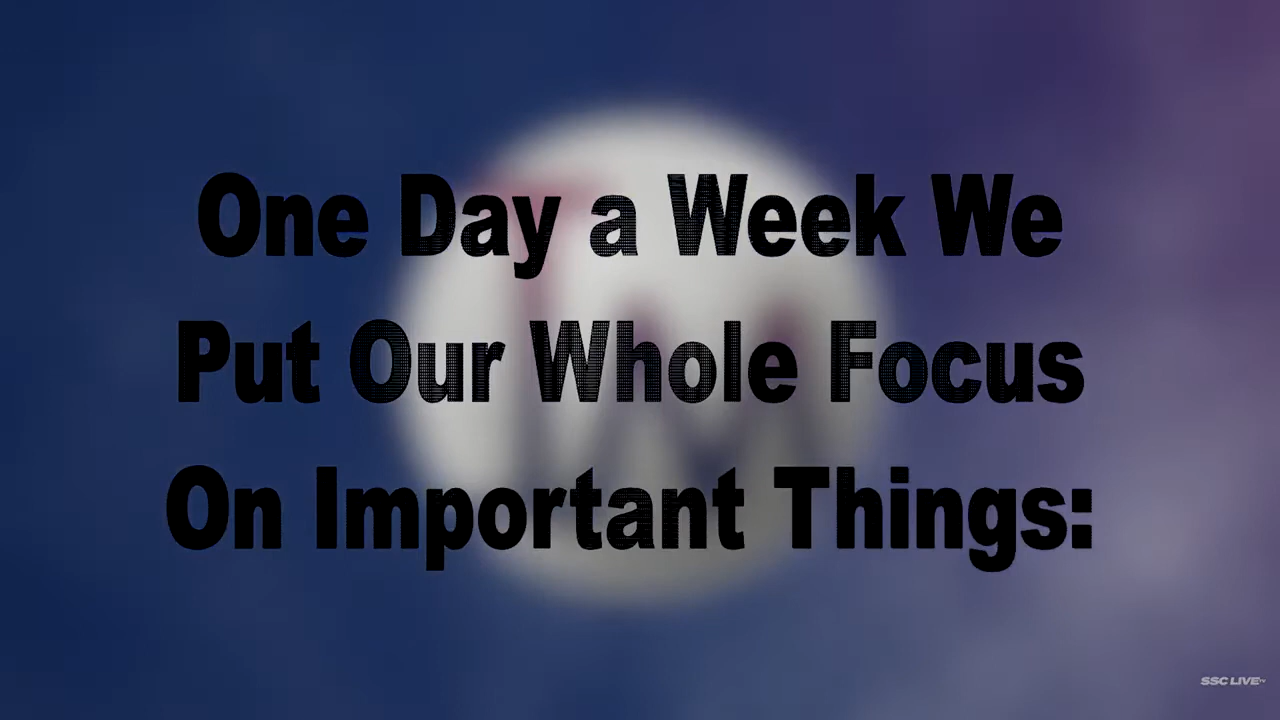 One Day a Week We
Put Our Whole Focus
On Important Things:
SSC LIVE